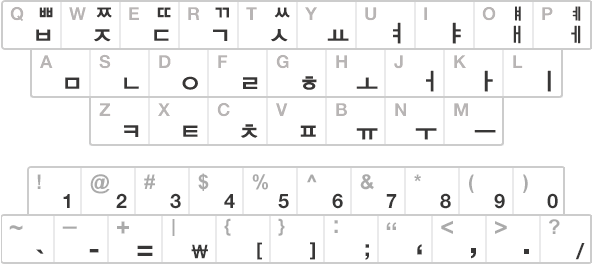 Q ㅃ W ㅉ E ㄸ R ㄲ T ㅆ Y U I O ㅒ P ㅖ
ㅂ ㅈ ㄷ ㄱ ㅅ ㅛ ㅕ ㅑ ㅐ ㅔ
A S D F G H J K L
ㅁ ㄴ ㅇ ㄹ ㅎ ㅗ ㅓ ㅏ ㅣ
Z X C V B N M
ㅋ ㅌ ㅊ ㅍ ㅠ ㅜ ㅡ
! @ # $ % ^ & * ( )
1 2 3 4 5 6 7 8 9 0
~ _ + | { } : “ < > ?
` - = ₩ [ ] ; ‘ , . /